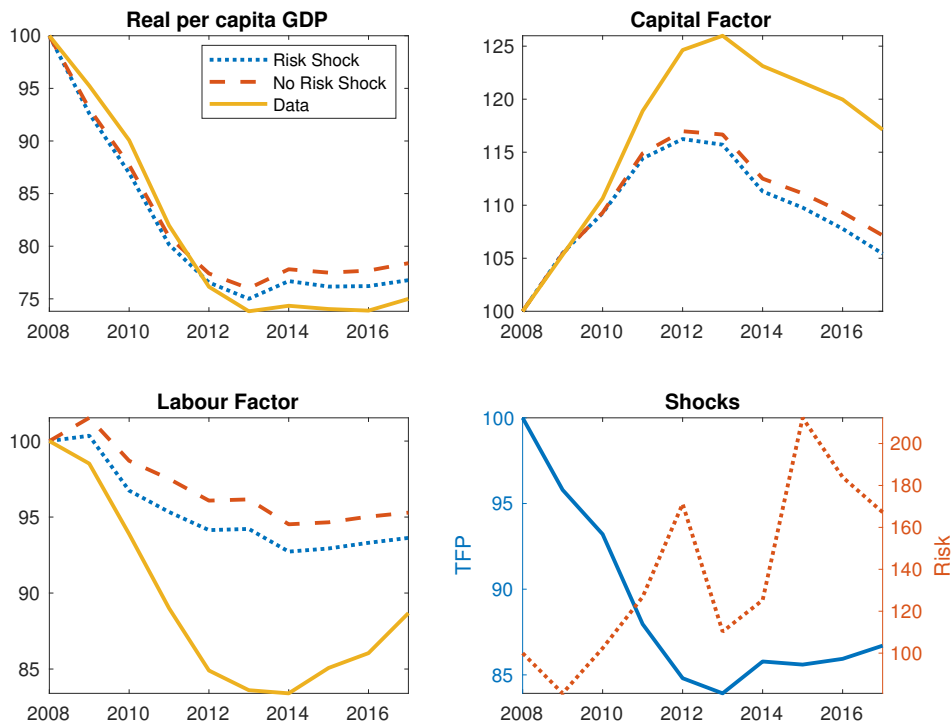 Real per capita GDP
100
95
90
85
80
75
2008 2010 2012 2014 2016
Risk Shock
No Risk Shock
Data
Capital Factor
125
120
115
110
105
100
2008 2010 2012 2014 2016
Labour Factor
100
95
90
85
2008 2010 2012 2014 2016
Shocks
TFP
100
95
90
85
2008 2010 2012 2014 2016
200
180
160
140
120
100
Risk